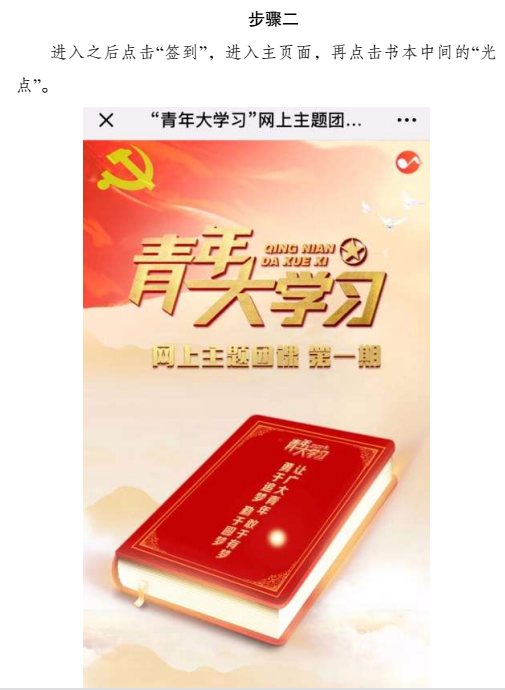 步骤二
进入之后点击“签到”，进入主页面，再点击书本中间的“光
点”。
“青年大学习”网上主题团...
青年大学习
QING NIAN
DA XUE XI
网上主题团课 第一期
青年大学习
让广大青年 敢于有梦
勇于追梦 勤于圆梦